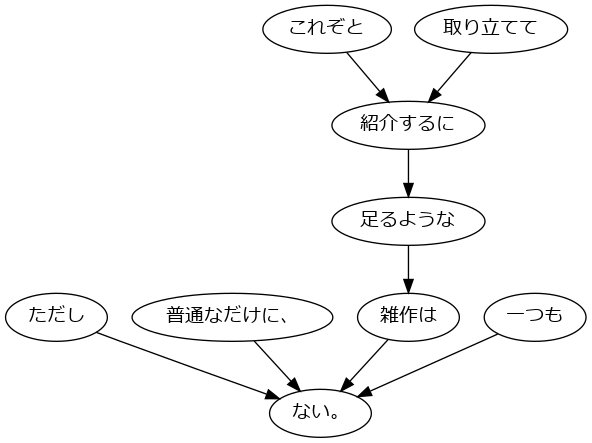 これぞと
取り立てて
紹介するに
足るような
ただし
普通なだけに、
雑作は
一つも
ない。